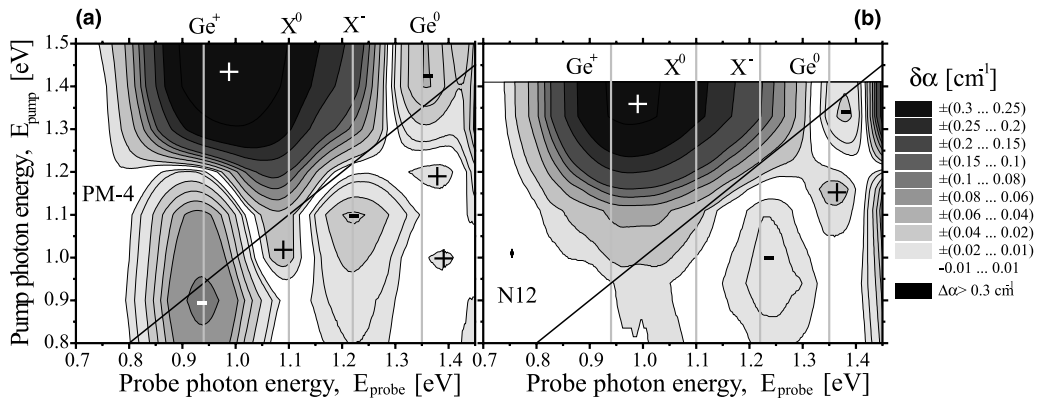 (a)
Ge⁺ X⁰ X⁻ Ge⁰
1.5
1.4
1.3
1.2
1.1
1.0
0.9
0.8
Pump photon energy, E_pump [eV]
PM-4
+
-
+
+
-
+
-
0.7 0.8 0.9 1.0 1.1 1.2 1.3 1.4
Probe photon energy, E_probe [eV]
(b)
Ge⁺ X⁰ X⁻ Ge⁰
+
-
+
-
N12
0.7 0.8 0.9 1.0 1.1 1.2 1.3 1.4
Probe photon energy, E_probe [eV]
δα [cm⁻¹]
±(0.3 ... 0.25)
±(0.25 ... 0.2)
±(0.2 ... 0.15)
±(0.15 ... 0.1)
±(0.1 ... 0.08)
±(0.08 ... 0.06)
±(0.06 ... 0.04)
±(0.04 ... 0.02)
±(0.02 ... 0.01)
-0.01 ... 0.01
Δα> 0.3 cm⁻¹